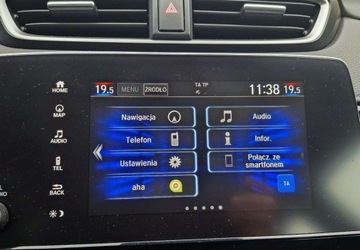 HOME
MAP
AUDIO
TEL
BACK
19.5 MENU ŹRÓDŁO TA TP 11:38 19.5
Nawigacja
Audio
Telefon
Infor.
Ustawienia
Połącz. ze
smartfonem
aha
TA